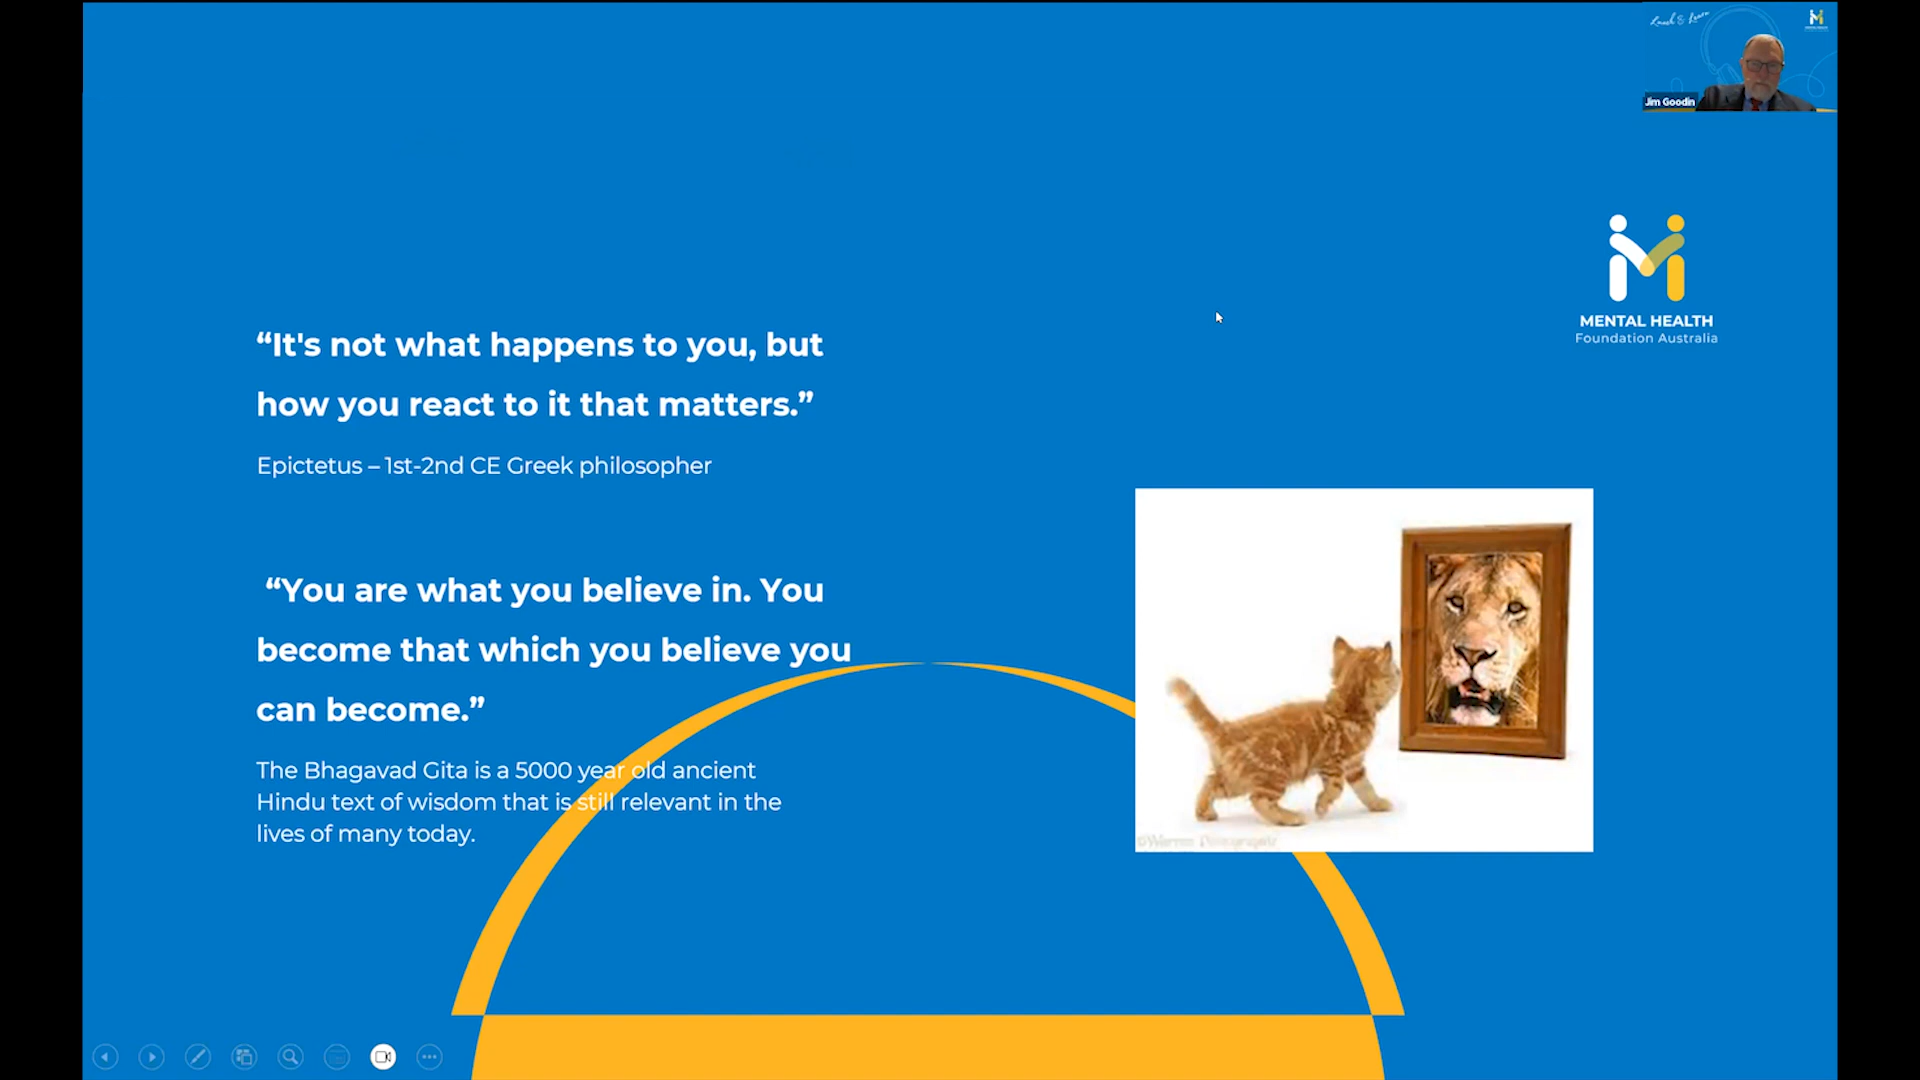 Lunch & Learn
Jim Goodin
MENTAL HEALTH
Foundation Australia
“It's not what happens to you, but
how you react to it that matters.”
Epictetus – 1st-2nd CE Greek philosopher
“You are what you believe in. You
become that which you believe you
can become.”
The Bhagavad Gita is a 5000 year old ancient
Hindu text of wisdom that is still relevant in the
lives of many today.